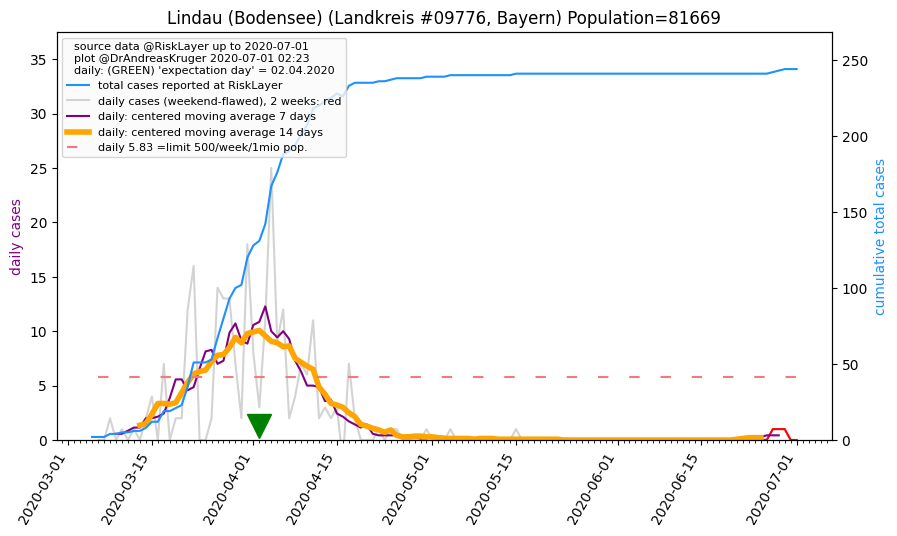 Lindau (Bodensee) (Landkreis #09776, Bayern) Population=81669
source data @RiskLayer up to 2020-07-01
plot @DrAndreasKruger 2020-07-01 02:23
daily: (GREEN) 'expectation day' = 02.04.2020
total cases reported at RiskLayer
daily cases (weekend-flawed), 2 weeks: red
daily: centered moving average 7 days
daily: centered moving average 14 days
daily 5.83 =limit 500/week/1mio pop.
daily cases
35
30
25
20
15
10
5
0
250
200
150
100
50
0
cumulative total cases
2020-03-01
2020-03-15
2020-04-01
2020-04-15
2020-05-01
2020-05-15
2020-06-01
2020-06-15
2020-07-01